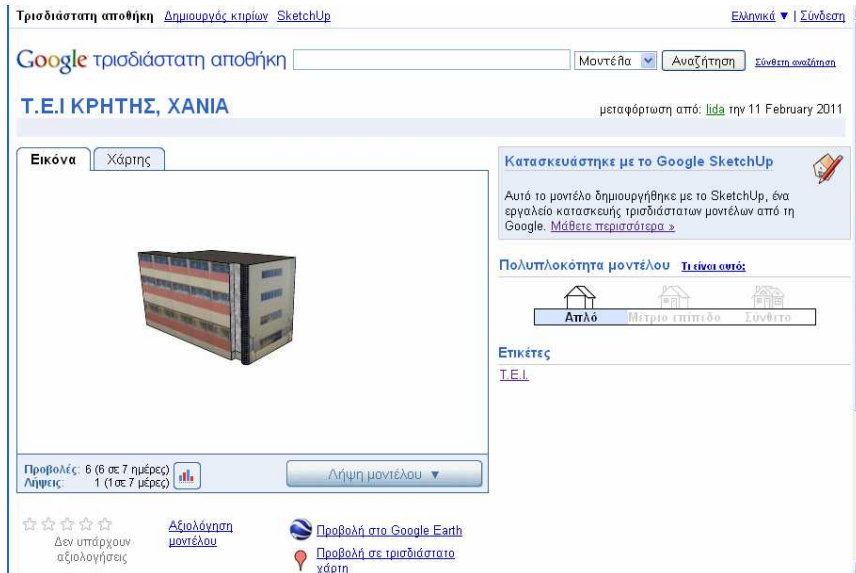 Τρισδιάστατη αποθήκη Δημιουργός κτιρίων SketchUp Ελληνικά ▼ | Σύνδεση
Google τρισδιάστατη αποθήκη Μοντέλα Αναζήτηση Σύνθετη αναζήτηση
Τ.Ε.Ι ΚΡΗΤΗΣ, ΧΑΝΙΑ
μεταφόρτωση από: lida την 11 February 2011
Εικόνα Χάρτης
Προβολές: 6 (6 σε 7 ημέρες)
Λήψεις: 1 (1σε 7 μέρες)
Λήψη μοντέλου ▼
Δεν υπάρχουν
αξιολογήσεις
Αξιολόγηση
μοντέλου
Προβολή στο Google Earth
Προβολή σε τρισδιάστατο
χάρτη
Κατασκευάστηκε με το Google SketchUp
Αυτό το μοντέλο δημιουργήθηκε με το SketchUp, ένα
εργαλείο κατασκευής τρισδιάστατων μοντέλων από τη
Google. Μάθετε περισσότερα »
Πολυπλοκότητα μοντέλου Τι είναι αυτό;
Απλό Μέτριο επίπεδο Σύνθετο
Ετικέτες
Τ.Ε.Ι.